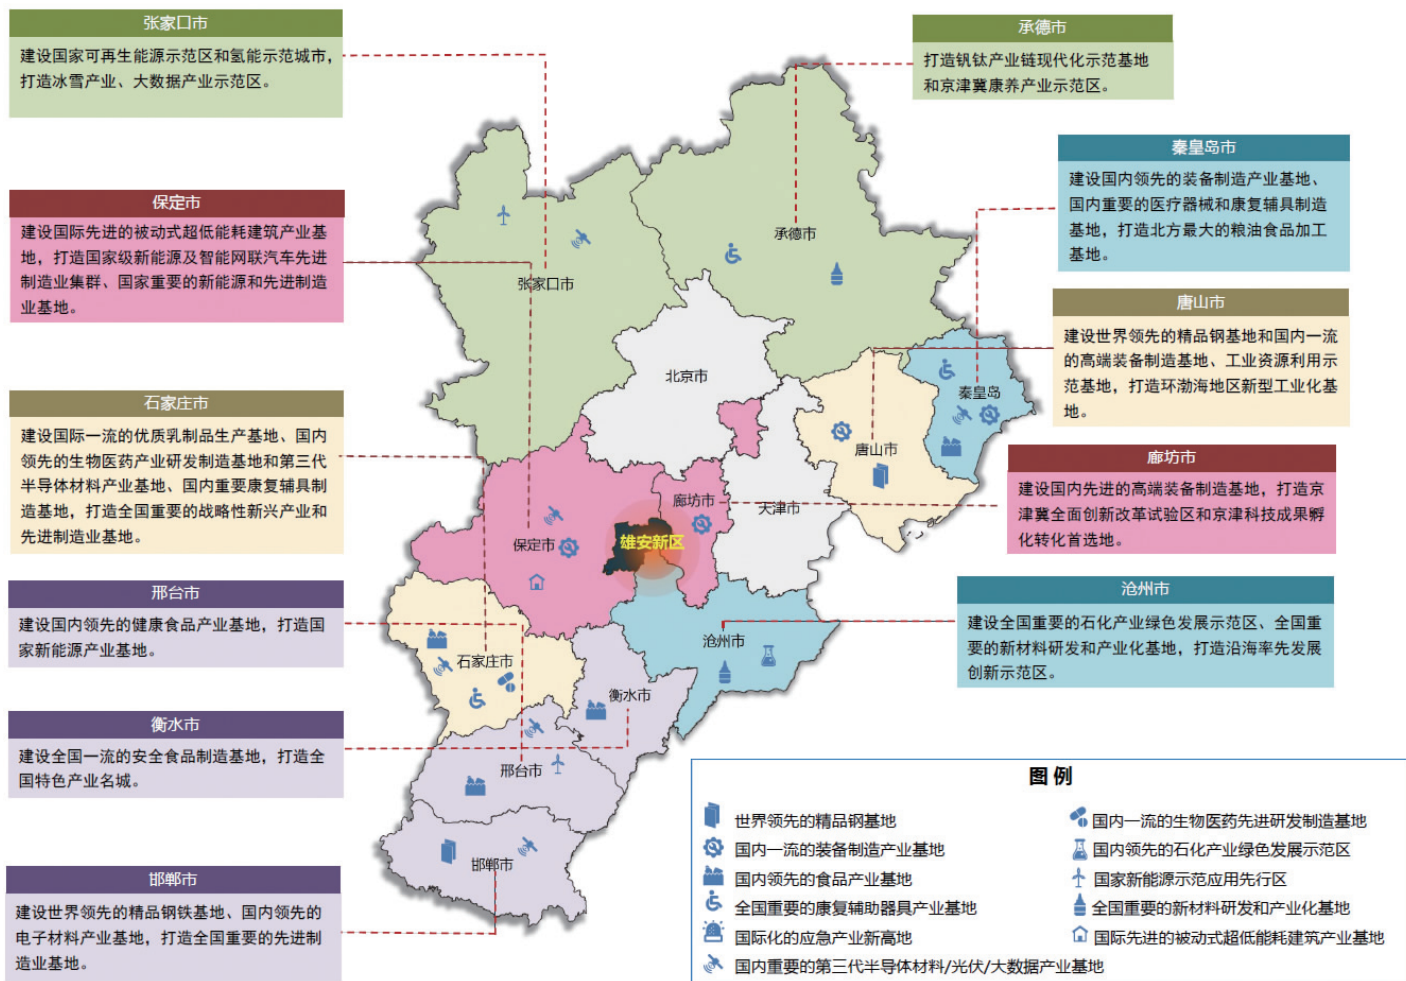 张家口市
建设国家可再生能源示范区和氢能示范城市，
打造冰雪产业、大数据产业示范区。
承德市
打造钒钛产业链现代化示范基地
和京津冀康养产业示范区。
秦皇岛市
建设国内领先的装备制造产业基地、
国内重要的医疗器械和康复辅具制造
基地，打造北方最大的粮油食品加工
基地。
保定市
建设国际先进的被动式超低能耗建筑产业基
地，打造国家级新能源及智能网联汽车先进
制造业集群、国家重要的新能源和先进制造
业基地。
唐山市
建设世界领先的精品钢基地和国内一流
的高端装备制造基地、工业资源利用示
范基地，打造环渤海地区新型工业化基
地。
石家庄市
建设国际一流的优质乳制品生产基地、国内
领先的生物医药产业研发制造基地和第三代
半导体材料产业基地、国内重要康复辅具制
造基地，打造全国重要的战略性新兴产业和
先进制造业基地。
廊坊市
建设国内先进的高端装备制造基地，打造京
津冀全面创新改革试验区和京津科技成果孵
化转化首选地。
邢台市
建设国内领先的健康食品产业基地，打造国
家新能源产业基地。
沧州市
建设全国重要的石化产业绿色发展示范区、全国重
要的新材料研发和产业化基地，打造沿海率先发展
创新示范区。
衡水市
建设全国一流的安全食品制造基地，打造全
国特色产业名城。
邯郸市
建设世界领先的精品钢铁基地、国内领先的
电子材料产业基地，打造全国重要的先进制
造业基地。
承德市
张家口市
北京市
秦皇岛
唐山市
廊坊市
天津市
保定市
雄安新区
沧州市
石家庄市
衡水市
邢台市
邯郸市
图例
世界领先的精品钢基地
国内一流的装备制造产业基地
国内领先的食品产业基地
全国重要的康复辅助器具产业基地
国际化的应急产业新高地
国内重要的第三代半导体材料/光伏/大数据产业基地
国内一流的生物医药先进研发制造基地
国内领先的石化产业绿色发展示范区
国家新能源示范应用先行区
全国重要的新材料研发和产业化基地
国际先进的被动式超低能耗建筑产业基地